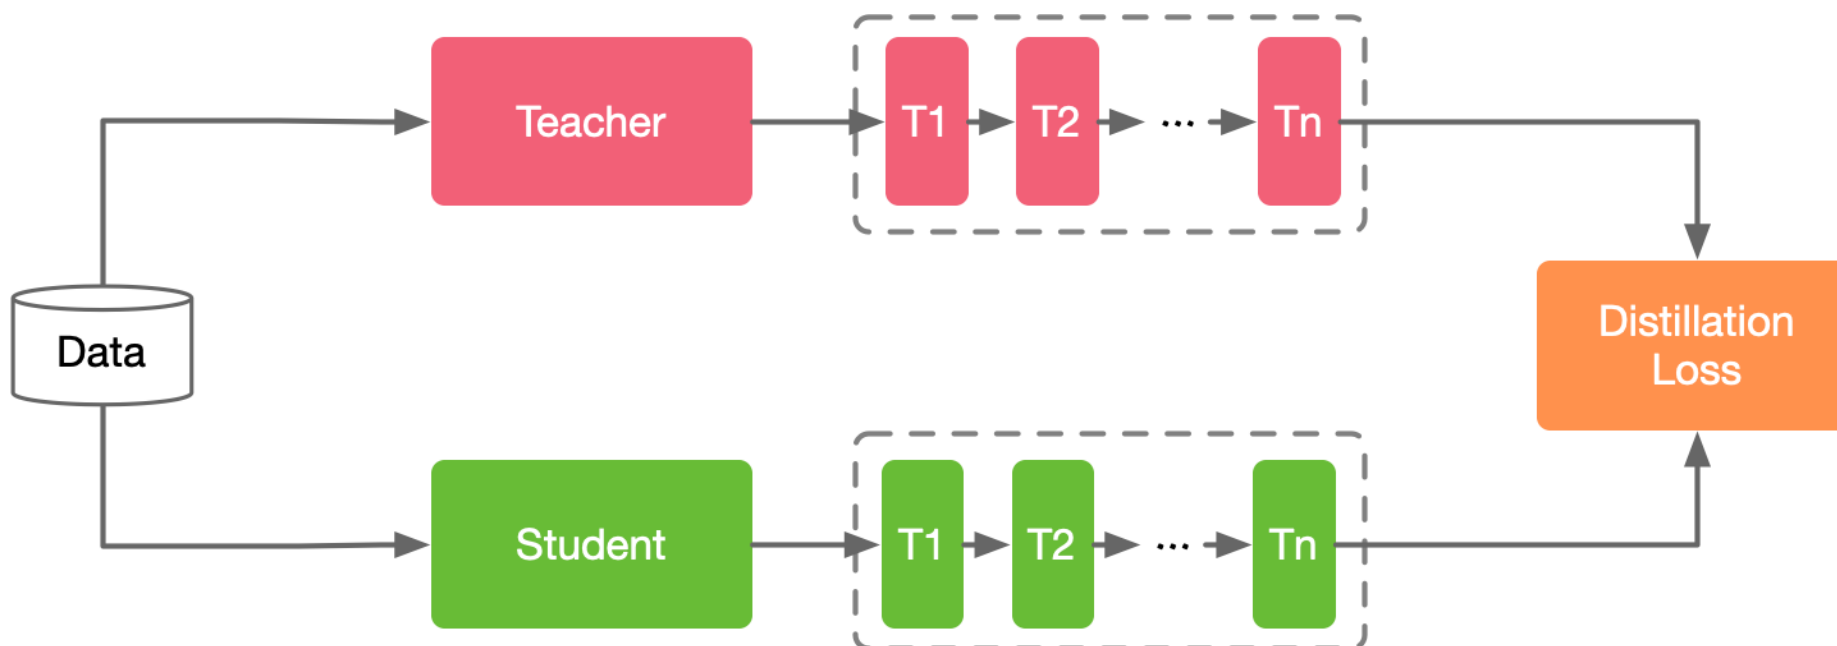 Teacher
T1
T2
...
Tn
Data
Distillation
Loss
Student
T1
T2
...
Tn